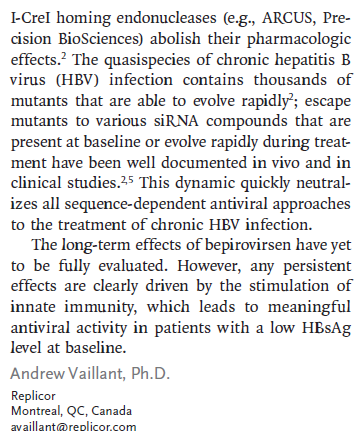 I-CreI homing endonucleases (e.g., ARCUS, Pre-
cision BioSciences) abolish their pharmacologic
effects.2 The quasispecies of chronic hepatitis B
virus (HBV) infection contains thousands of
mutants that are able to evolve rapidly2; escape
mutants to various siRNA compounds that are
present at baseline or evolve rapidly during treat-
ment have been well documented in vivo and in
clinical studies.2,5 This dynamic quickly neutral-
izes all sequence-dependent antiviral approaches
to the treatment of chronic HBV infection.
The long-term effects of bepirovirsen have yet
to be fully evaluated. However, any persistent
effects are clearly driven by the stimulation of
innate immunity, which leads to meaningful
antiviral activity in patients with a low HBsAg
level at baseline.
Andrew Vaillant, Ph.D.
Replicor
Montreal, QC, Canada
availlant@replicor.com